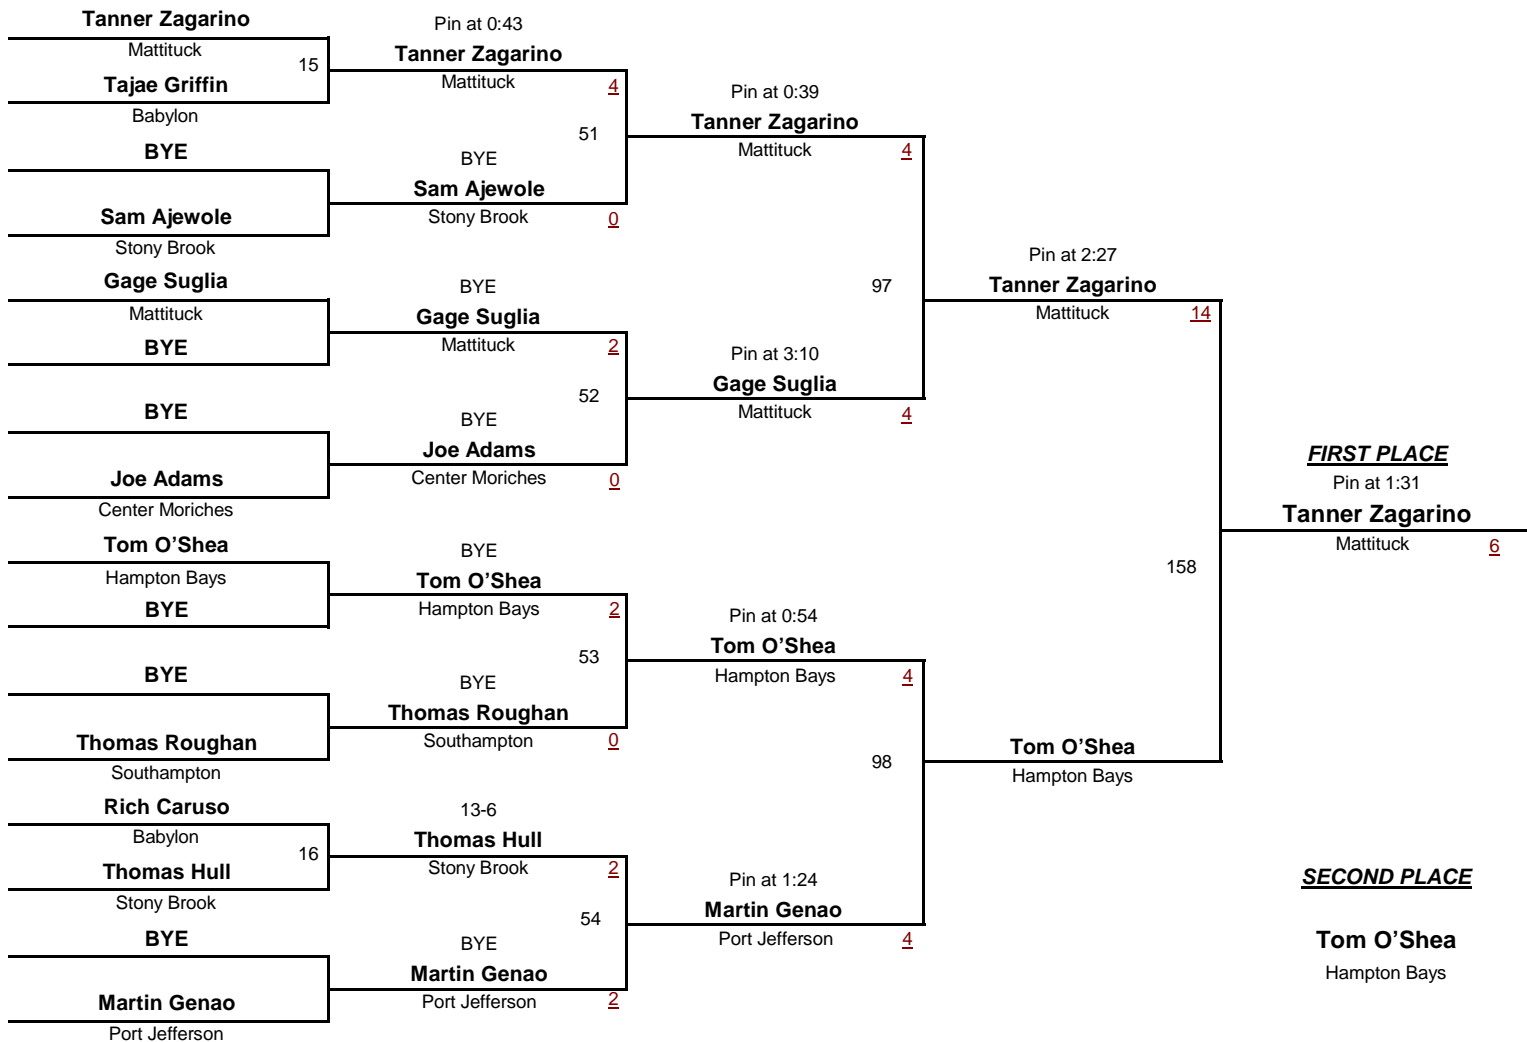 Tanner Zagarino
Mattituck
15
Tajae Griffin
Babylon
BYE
Sam Ajewole
Stony Brook
Gage Suglia
Mattituck
BYE
BYE
Joe Adams
Center Moriches
Tom O'Shea
Hampton Bays
BYE
BYE
Thomas Roughan
Southampton
Rich Caruso
Babylon
16
Thomas Hull
Stony Brook
BYE
Martin Genao
Port Jefferson
Pin at 0:43
Tanner Zagarino
Mattituck 4
51
BYE
Sam Ajewole
Stony Brook 0
BYE
Gage Suglia
Mattituck 2
52
BYE
Joe Adams
Center Moriches 0
BYE
Tom O'Shea
Hampton Bays 2
53
BYE
Thomas Roughan
Southampton 0
13-6
Thomas Hull
Stony Brook 2
54
BYE
Martin Genao
Port Jefferson 2
Pin at 0:39
Tanner Zagarino
Mattituck 4
97
Pin at 3:10
Gage Suglia
Mattituck 4
Pin at 0:54
Tom O'Shea
Hampton Bays 4
98
Pin at 1:24
Martin Genao
Port Jefferson 4
Pin at 2:27
Tanner Zagarino
Mattituck 14
158
Tom O'Shea
Hampton Bays
FIRST PLACE
Pin at 1:31
Tanner Zagarino
Mattituck 6
SECOND PLACE
Tom O'Shea
Hampton Bays